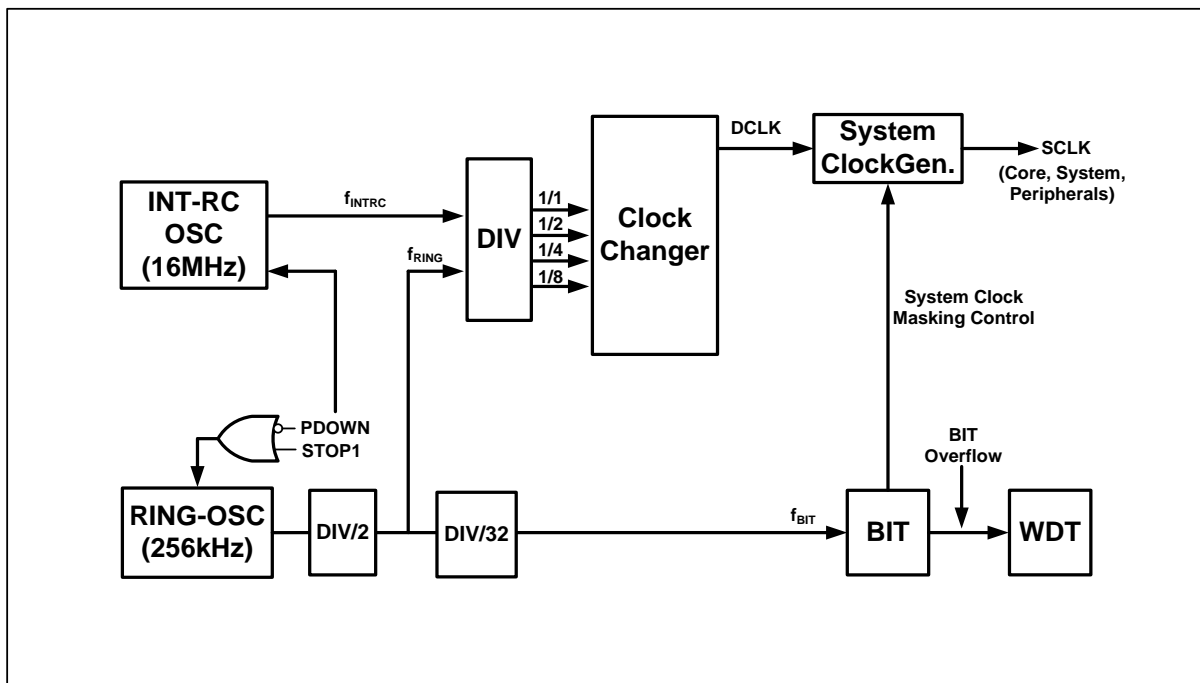 INT-RC
OSC
(16MHz)
fINTRC
fRING
DIV
1/1
1/2
1/4
1/8
Clock
Changer
DCLK
System
ClockGen.
SCLK
(Core, System,
Peripherals)
System Clock
Masking Control
PDOWN
STOP1
RING-OSC
(256kHz)
DIV/2
DIV/32
fBIT
BIT
BIT
Overflow
WDT